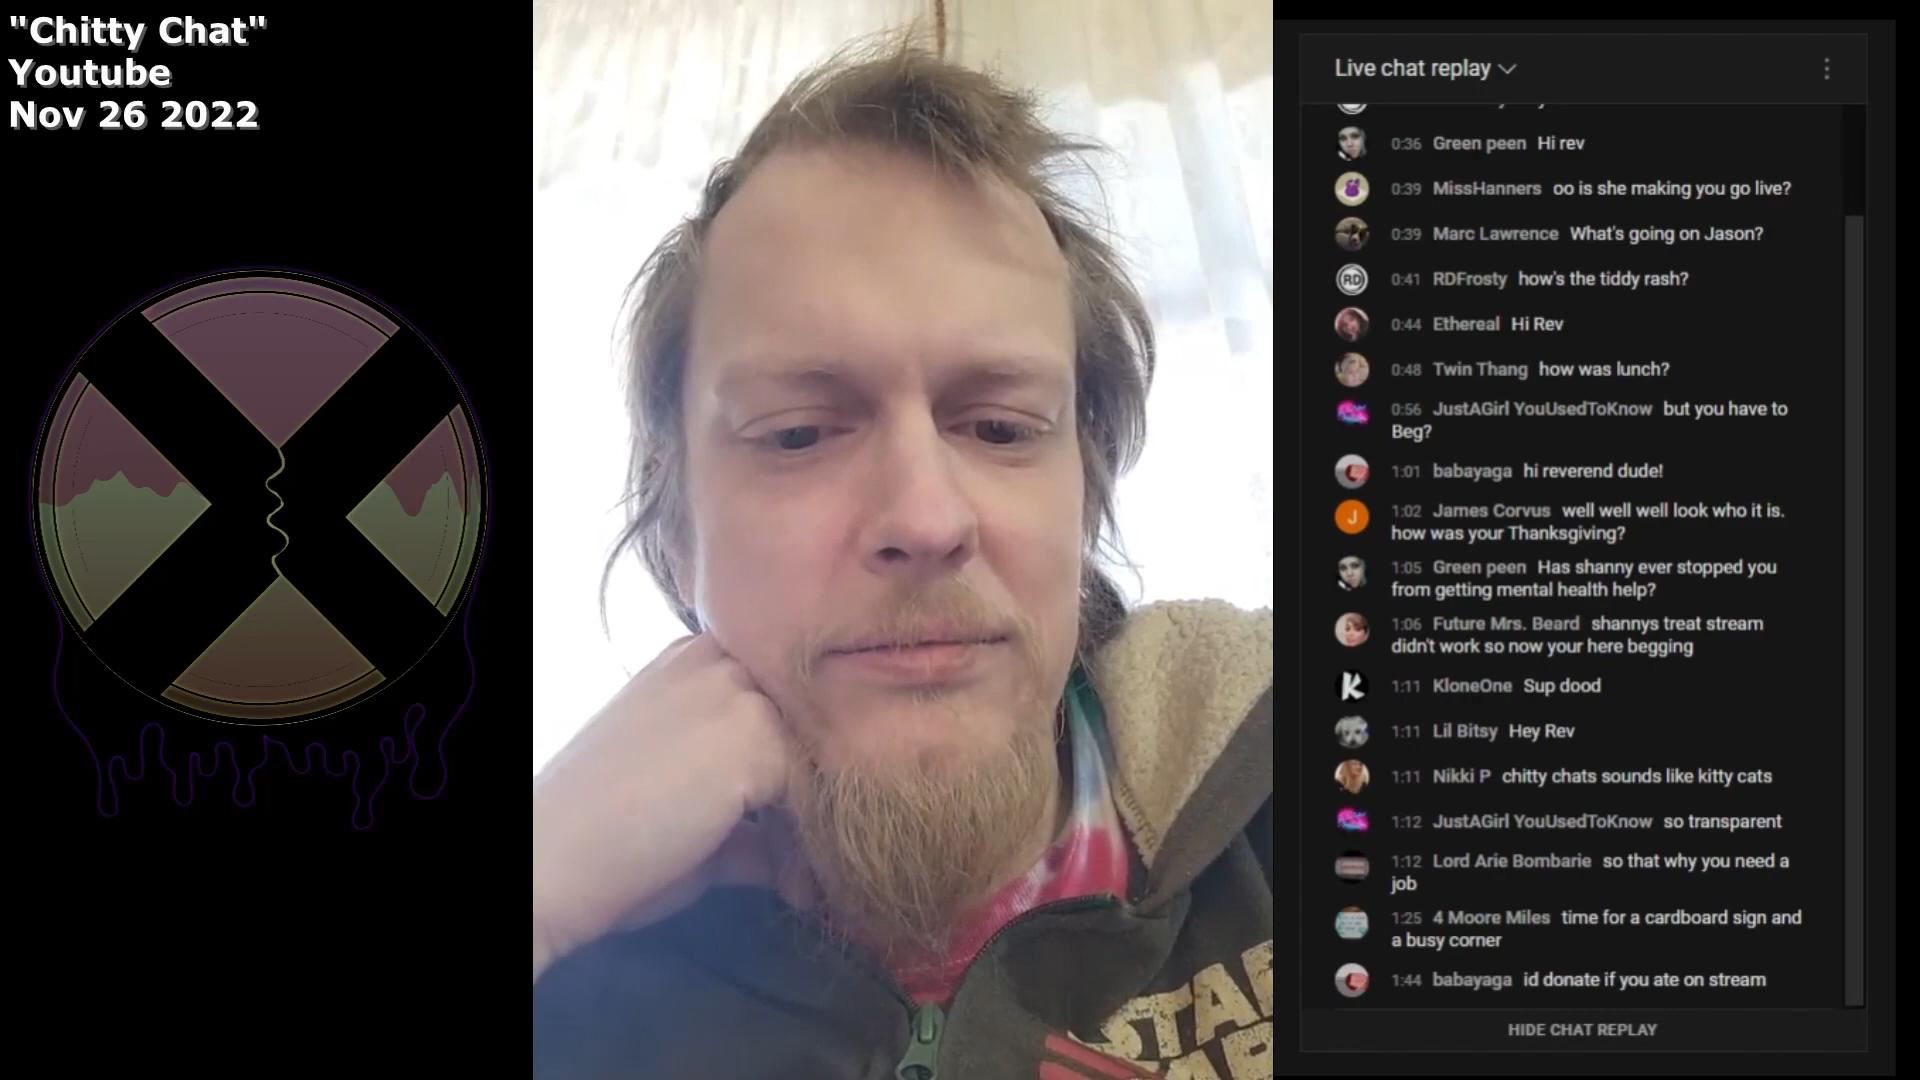 "Chitty Chat"
Youtube
Nov 26 2022
Live chat replay
0:36 Green peen Hi rev
0:39 MissHanners oo is she making you go live?
0:39 Marc Lawrence What's going on Jason?
RD
0:41 RDFrosty how's the tiddy rash?
0:44 Ethereal Hi Rev
0:48 Twin Thang how was lunch?
0:56 JustAGirl YouUsedToKnow but you have to
Beg?
1:01 babayaga hi reverend dude!
J
1:02 James Corvus well well well look who it is.
how was your Thanksgiving?
1:05 Green peen Has shanny ever stopped you
from getting mental health help?
1:06 Future Mrs. Beard shannys treat stream
didn't work so now your here begging
1:11 KloneOne Sup dood
1:11 Lil Bitsy Hey Rev
1:11 Nikki P chitty chats sounds like kitty cats
1:12 JustAGirl YouUsedToKnow so transparent
1:12 Lord Arie Bombarie so that why you need a
job
1:25 4 Moore Miles time for a cardboard sign and
a busy corner
1:44 babayaga id donate if you ate on stream
HIDE CHAT REPLAY